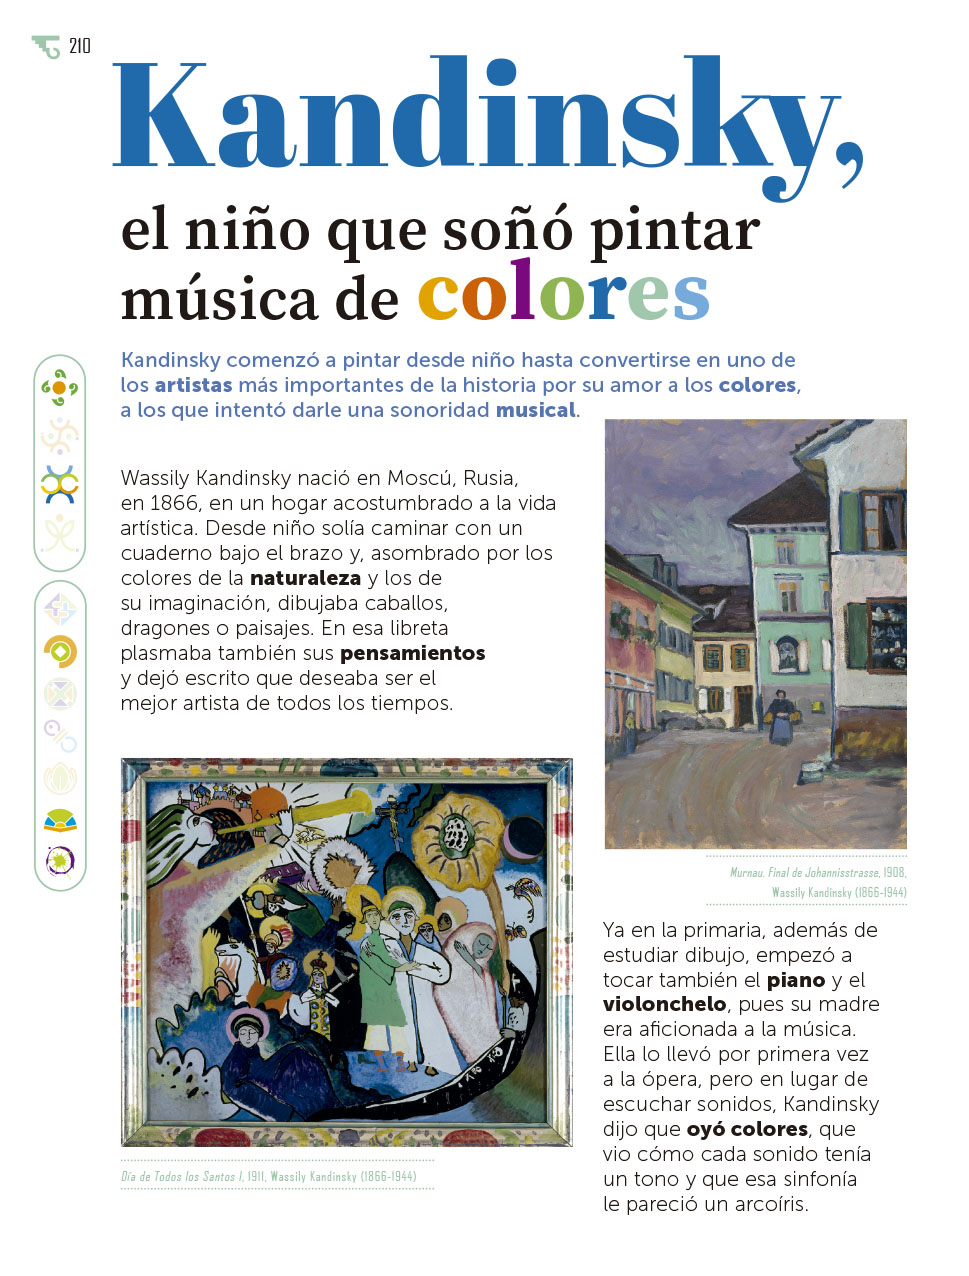 210
Kandinsky,
el niño que soñó pintar
música de colores
Kandinsky comenzó a pintar desde niño hasta convertirse en uno de
los artistas más importantes de la historia por su amor a los colores,
a los que intentó darle una sonoridad musical.
Wassily Kandinsky nació en Moscú, Rusia,
en 1866, en un hogar acostumbrado a la vida
artística. Desde niño solía caminar con un
cuaderno bajo el brazo y, asombrado por los
colores de la naturaleza y los de
su imaginación, dibujaba caballos,
dragones o paisajes. En esa libreta
plasmaba también sus pensamientos
y dejó escrito que deseaba ser el
mejor artista de todos los tiempos.
Murnau. Final de Johannisstrasse, 1908,
Wassily Kandinsky (1866-1944)
Día de Todos los Santos I, 1911, Wassily Kandinsky (1866-1944)
Ya en la primaria, además de
estudiar dibujo, empezó a
tocar también el piano y el
violonchelo, pues su madre
era aficionada a la música.
Ella lo llevó por primera vez
a la ópera, pero en lugar de
escuchar sonidos, Kandinsky
dijo que oyó colores, que
vio cómo cada sonido tenía
un tono y que esa sinfonía
le pareció un arcoíris.